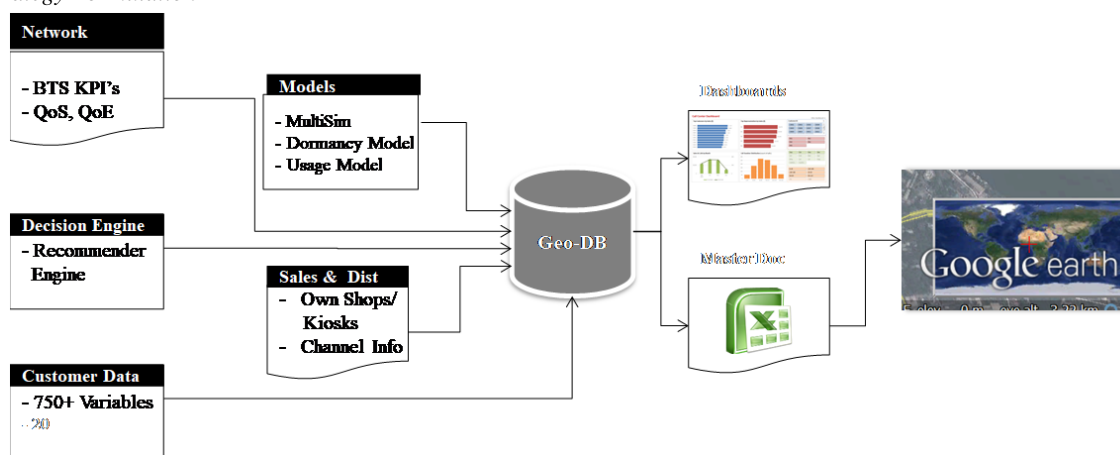 Network
- BTS KPI's
- QoS, QoE
Models
- MultiSim
- Dormancy Model
- Usage Model
Decision Engine
- Recommender
Engine
Sales & Dist
- Own Shops/
Kiosks
- Channel Info
Customer Data
- 750+ Variables
- 20
Geo-DB
Dashboards
Master Doc
Google earth